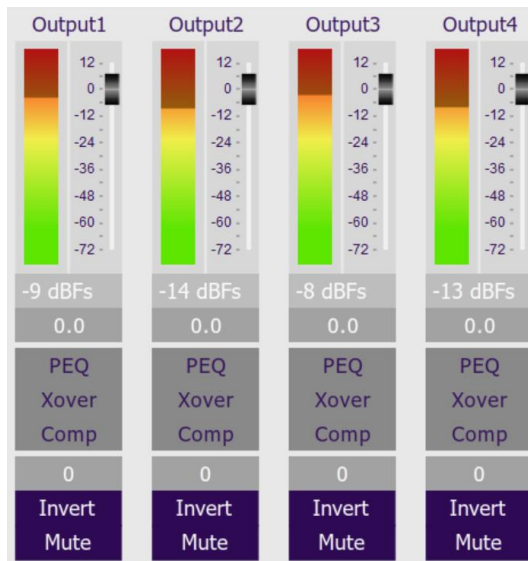 Output1 Output2 Output3 Output4
12 12 12 12
0 0 0 0
-12 -12 -12 -12
-24 -24 -24 -24
-36 -36 -36 -36
-48 -48 -48 -48
-60 -60 -60 -60
-72 -72 -72 -72
-9 dBFs -14 dBFs -8 dBFs -13 dBFs
0.0 0.0 0.0 0.0
PEQ PEQ PEQ PEQ
Xover Xover Xover Xover
Comp Comp Comp Comp
0 0 0 0
Invert Invert Invert Invert
Mute Mute Mute Mute